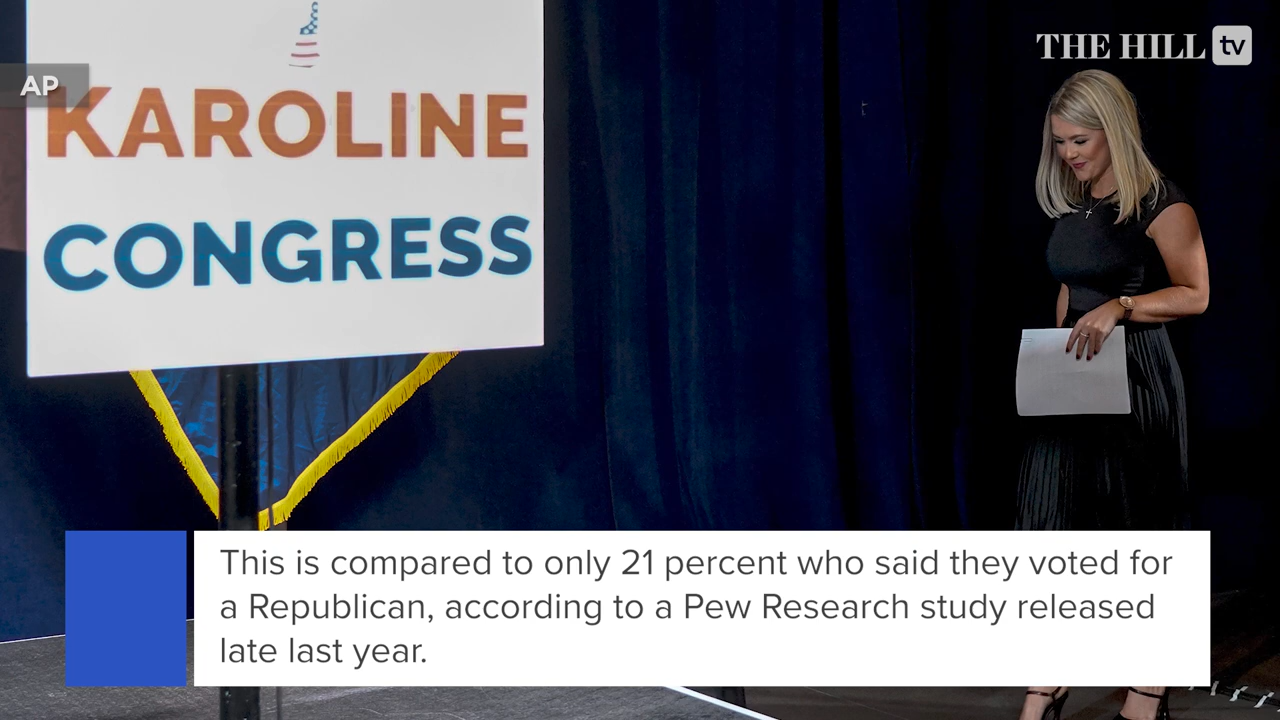 THE HILL tv
AP
KAROLINE
CONGRESS
This is compared to only 21 percent who said they voted for
a Republican, according to a Pew Research study released
late last year.